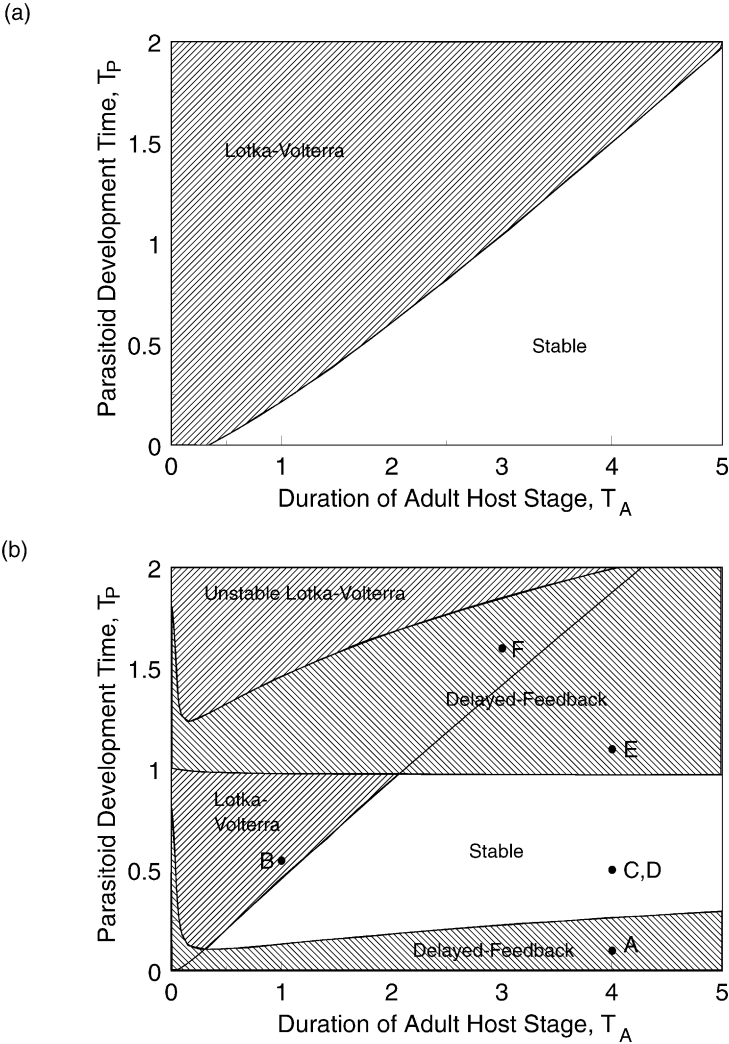 (a)
2
1.5
1
0.5
0
Parasitoid Development Time, TP
Lotka-Volterra
Stable
0 1 2 3 4 5
Duration of Adult Host Stage, TA
(b)
2
1.5
1
0.5
0
Parasitoid Development Time, TP
Unstable Lotka-Volterra
F
Delayed-Feedback
E
Lotka-
Volterra
B
Stable
C,D
Delayed-Feedback
A
0 1 2 3 4 5
Duration of Adult Host Stage, TA